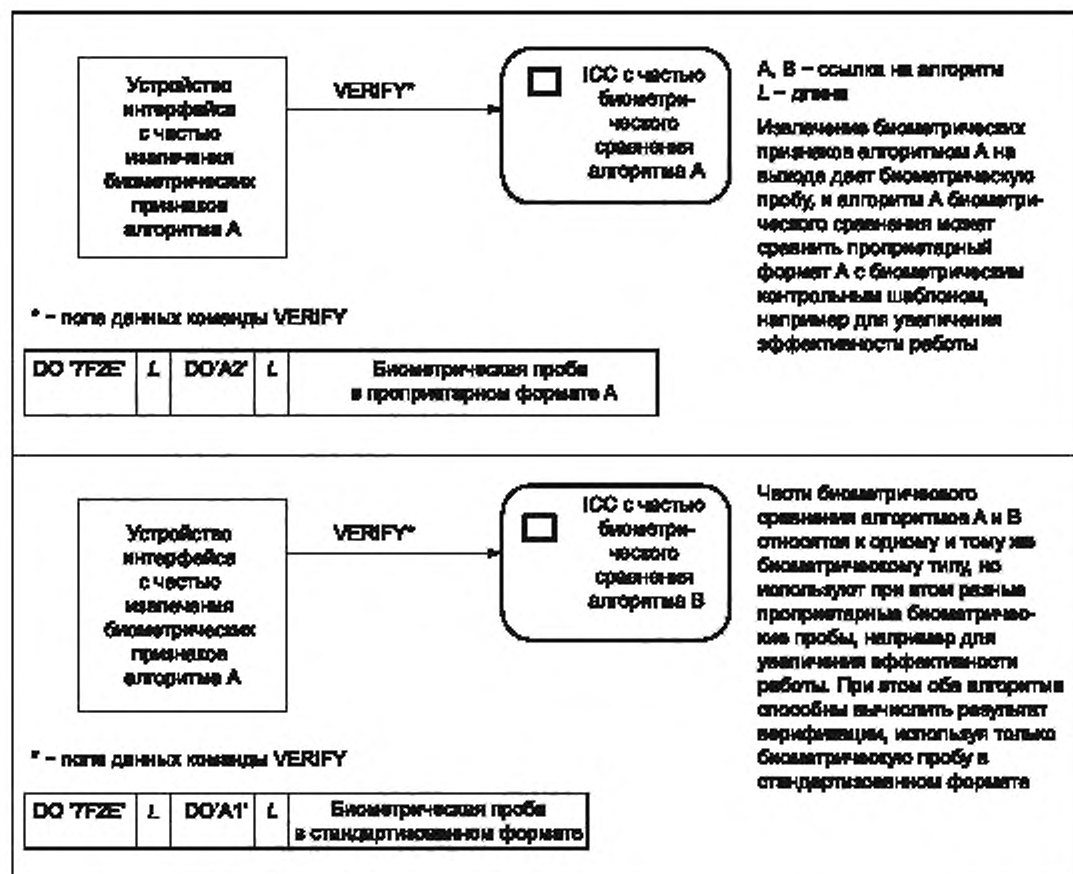 Устройство
интерфейса
с частью
извлечения
биометрических
признаков
алгоритма А
VERIFY*
ICC с частью
биометри-
ческого
сравнения
алгоритма А
А, В – ссылка на алгоритм
L – длина
Извлечение биометрических
признаков алгоритмом А на
выходе дает биометрическую
пробу, и алгоритм А биометри-
ческого сравнения может
сравнить проприетарный
формат А с биометрическим
контрольным шаблоном,
например для увеличения
эффективности работы
* – поле данных команды VERIFY
DO '7F2E' L DO'A2' L Биометрическая проба
в проприетарном формате А
Устройство
интерфейса
с частью
извлечения
биометрических
признаков
алгоритма А
VERIFY*
ICC с частью
биометри-
ческого
сравнения
алгоритма В
Части биометрического
сравнения алгоритмов А и В
относятся к одному и тому же
биометрическому типу, но
используют при этом разные
проприетарные биометричес-
кие пробы, например для
увеличения эффективности
работы. При этом оба алгоритма
способны вычислить результат
верификации, используя только
биометрическую пробу в
стандартизованном формате
* – поле данных команды VERIFY
DO '7F2E' L DO'A1' L Биометрическая проба
в стандартизованном формате